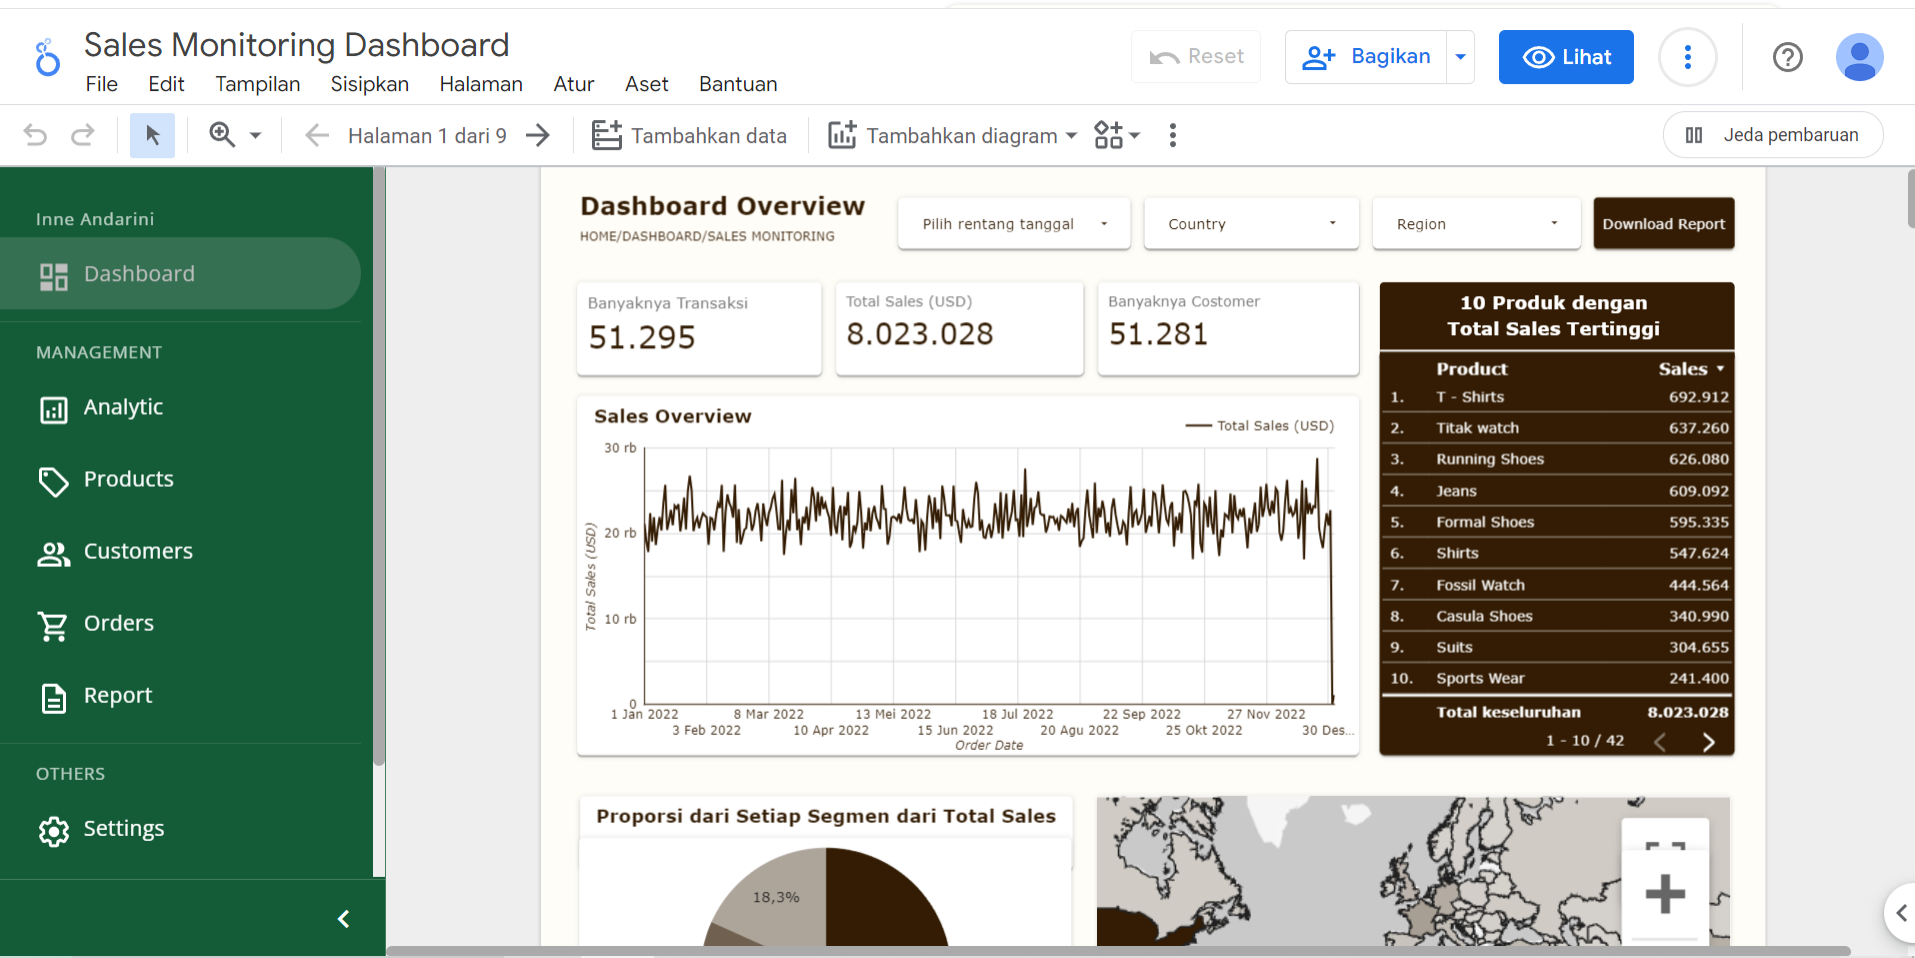 Sales Monitoring Dashboard
File Edit Tampilan Sisipkan Halaman Atur Aset Bantuan
Reset
Bagikan
Lihat
Halaman 1 dari 9
Tambahkan data
Tambahkan diagram
Jeda pembaruan
Inne Andarini
Dashboard
MANAGEMENT
Analytic
Products
Customers
Orders
Report
OTHERS
Settings
Dashboard Overview
HOME/DASHBOARD/SALES MONITORING
Pilih rentang tanggal
Country
Region
Download Report
Banyaknya Transaksi
51.295
Total Sales (USD)
8.023.028
Banyaknya Costomer
51.281
Sales Overview
Total Sales (USD)
30 rb
20 rb
10 rb
0
Total Sales (USD)
1 Jan 2022 8 Mar 2022 13 Mei 2022 18 Jul 2022 22 Sep 2022 27 Nov 2022
3 Feb 2022 10 Apr 2022 15 Jun 2022 20 Agu 2022 25 Okt 2022 30 Des...
Order Date
10 Produk dengan
Total Sales Tertinggi
Product Sales
1. T - Shirts 692.912
2. Titak watch 637.260
3. Running Shoes 626.080
4. Jeans 609.092
5. Formal Shoes 595.335
6. Shirts 547.624
7. Fossil Watch 444.564
8. Casula Shoes 340.990
9. Suits 304.655
10. Sports Wear 241.400
Total keseluruhan 8.023.028
1 - 10 / 42
Proporsi dari Setiap Segmen dari Total Sales
18,3%